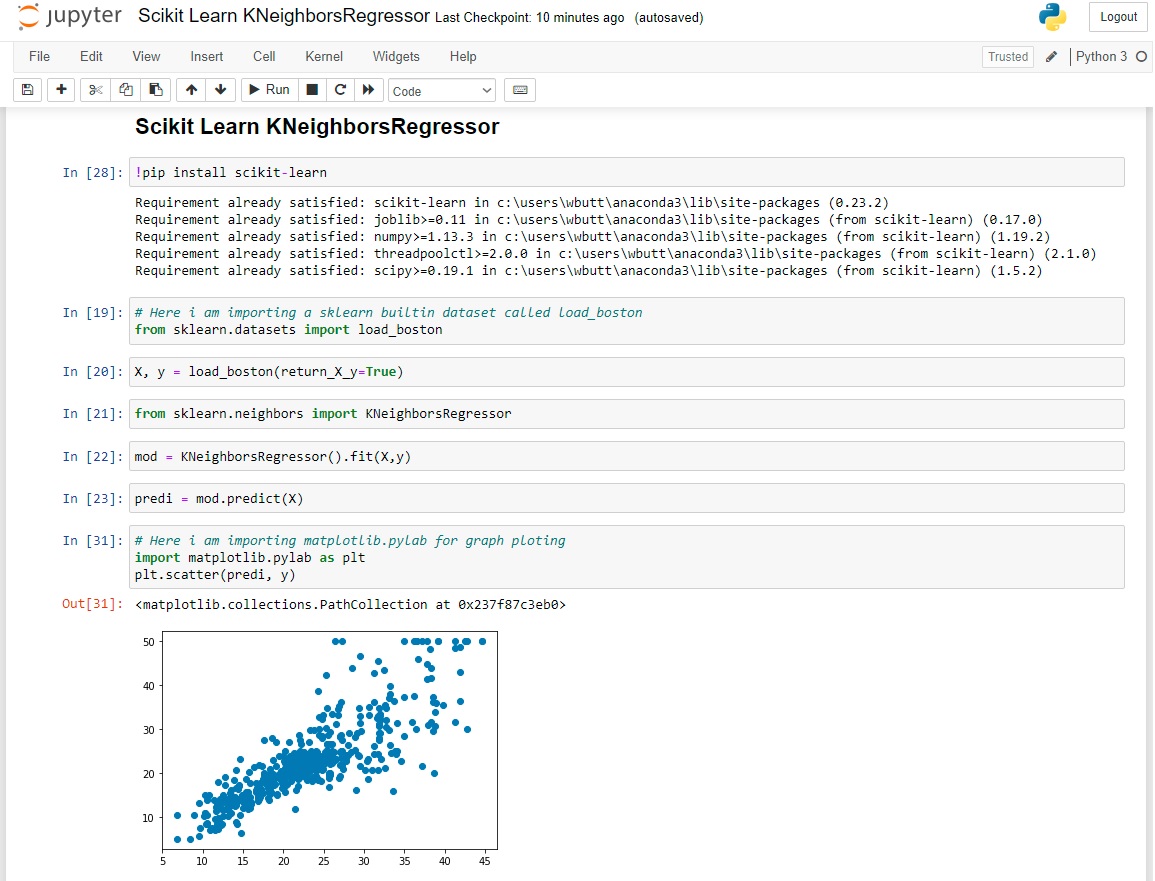 jupyter Scikit Learn KNeighborsRegressor Last Checkpoint: 10 minutes ago (autosaved) Logout
File Edit View Insert Cell Kernel Widgets Help Trusted Python 3
Run Code
Scikit Learn KNeighborsRegressor
In [28]: !pip install scikit-learn
Requirement already satisfied: scikit-learn in c:\users\wbutt\anaconda3\lib\site-packages (0.23.2)
Requirement already satisfied: joblib>=0.11 in c:\users\wbutt\anaconda3\lib\site-packages (from scikit-learn) (0.17.0)
Requirement already satisfied: numpy>=1.13.3 in c:\users\wbutt\anaconda3\lib\site-packages (from scikit-learn) (1.19.2)
Requirement already satisfied: threadpoolctl>=2.0.0 in c:\users\wbutt\anaconda3\lib\site-packages (from scikit-learn) (2.1.0)
Requirement already satisfied: scipy>=0.19.1 in c:\users\wbutt\anaconda3\lib\site-packages (from scikit-learn) (1.5.2)
In [19]: # Here i am importing a sklearn builtin dataset called load_boston
from sklearn.datasets import load_boston
In [20]: X, y = load_boston(return_X_y=True)
In [21]: from sklearn.neighbors import KNeighborsRegressor
In [22]: mod = KNeighborsRegressor().fit(X,y)
In [23]: predi = mod.predict(X)
In [31]: # Here i am importing matplotlib.pylab for graph ploting
import matplotlib.pylab as plt
plt.scatter(predi, y)
Out[31]: <matplotlib.collections.PathCollection at 0x237f87c3eb0>
50
40
30
20
10
5 10 15 20 25 30 35 40 45